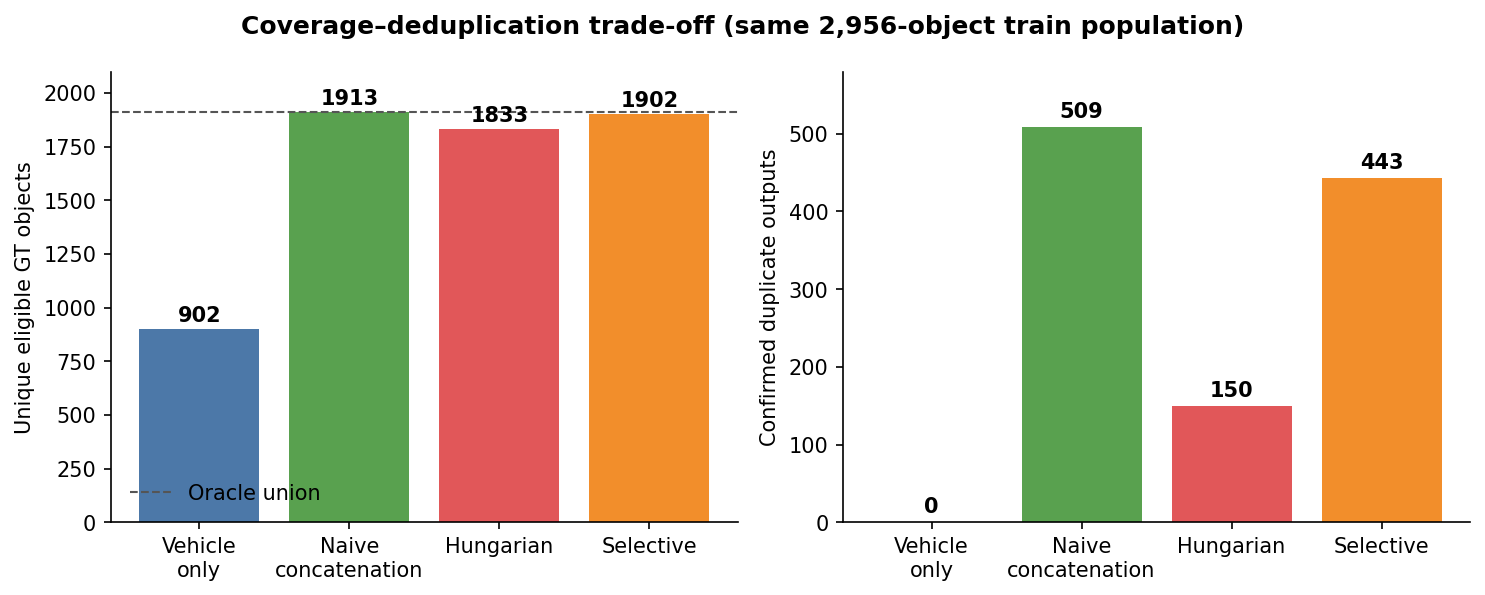 Coverage–deduplication trade-off (same 2,956-object train population)
Unique eligible GT objects
2000
1750
1500
1250
1000
750
500
250
0
902
1913
1833
1902
Oracle union
Vehicle
only
Naive
concatenation
Hungarian
Selective
Confirmed duplicate outputs
500
400
300
200
100
0
0
509
150
443
Vehicle
only
Naive
concatenation
Hungarian
Selective